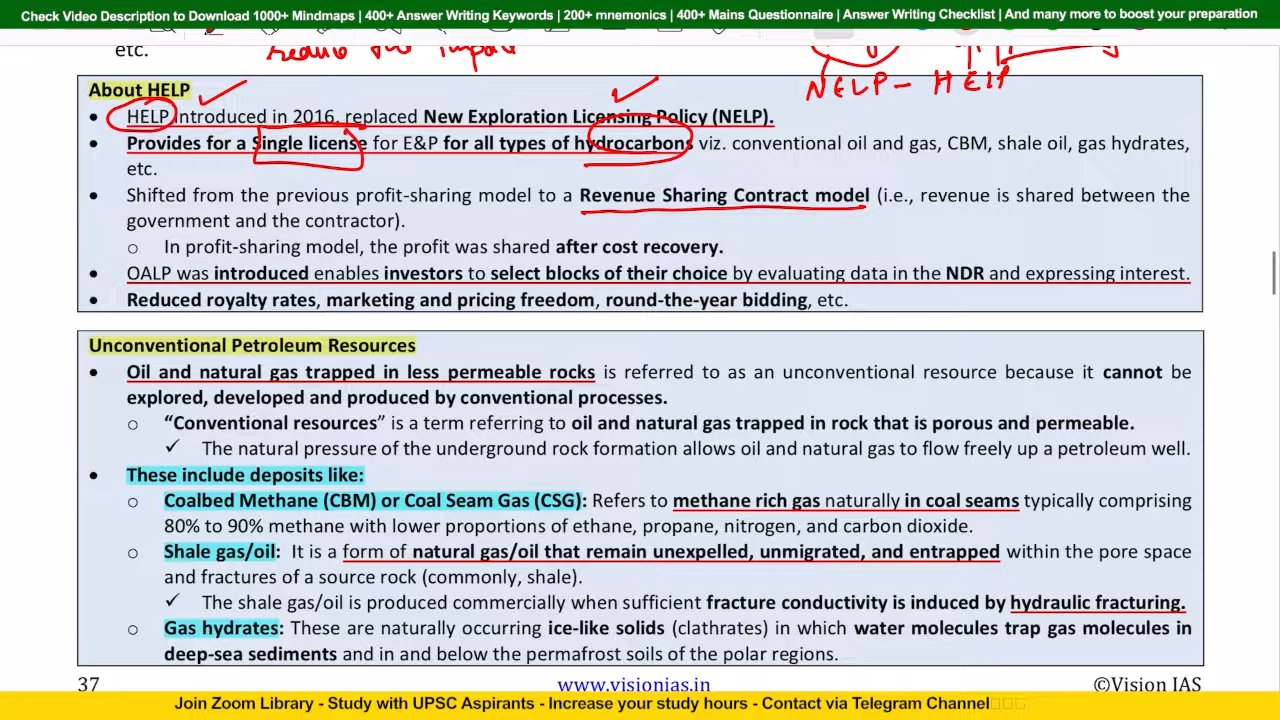 Check Video Description to Download 1000+ Mindmaps | 400+ Answer Writing Keywords | 200+ mnemonics | 400+ Mains Questionnaire | Answer Writing Checklist | And many more to boost your preparation
etc.
reduce the impact
NELP - HELP
About HELP
• HELP introduced in 2016, replaced New Exploration Licensing Policy (NELP).
• Provides for a Single license for E&P for all types of hydrocarbons viz. conventional oil and gas, CBM, shale oil, gas hydrates,
etc.
• Shifted from the previous profit-sharing model to a Revenue Sharing Contract model (i.e., revenue is shared between the
government and the contractor).
o In profit-sharing model, the profit was shared after cost recovery.
• OALP was introduced enables investors to select blocks of their choice by evaluating data in the NDR and expressing interest.
• Reduced royalty rates, marketing and pricing freedom, round-the-year bidding, etc.
Unconventional Petroleum Resources
• Oil and natural gas trapped in less permeable rocks is referred to as an unconventional resource because it cannot be
explored, developed and produced by conventional processes.
o "Conventional resources" is a term referring to oil and natural gas trapped in rock that is porous and permeable.
✓ The natural pressure of the underground rock formation allows oil and natural gas to flow freely up a petroleum well.
• These include deposits like:
o Coalbed Methane (CBM) or Coal Seam Gas (CSG): Refers to methane rich gas naturally in coal seams typically comprising
80% to 90% methane with lower proportions of ethane, propane, nitrogen, and carbon dioxide.
o Shale gas/oil: It is a form of natural gas/oil that remain unexpelled, unmigrated, and entrapped within the pore space
and fractures of a source rock (commonly, shale).
✓ The shale gas/oil is produced commercially when sufficient fracture conductivity is induced by hydraulic fracturing.
o Gas hydrates: These are naturally occurring ice-like solids (clathrates) in which water molecules trap gas molecules in
deep-sea sediments and in and below the permafrost soils of the polar regions.
37 www.visionias.in ©Vision IAS
Join Zoom Library - Study with UPSC Aspirants - Increase your study hours - Contact via Telegram Channel